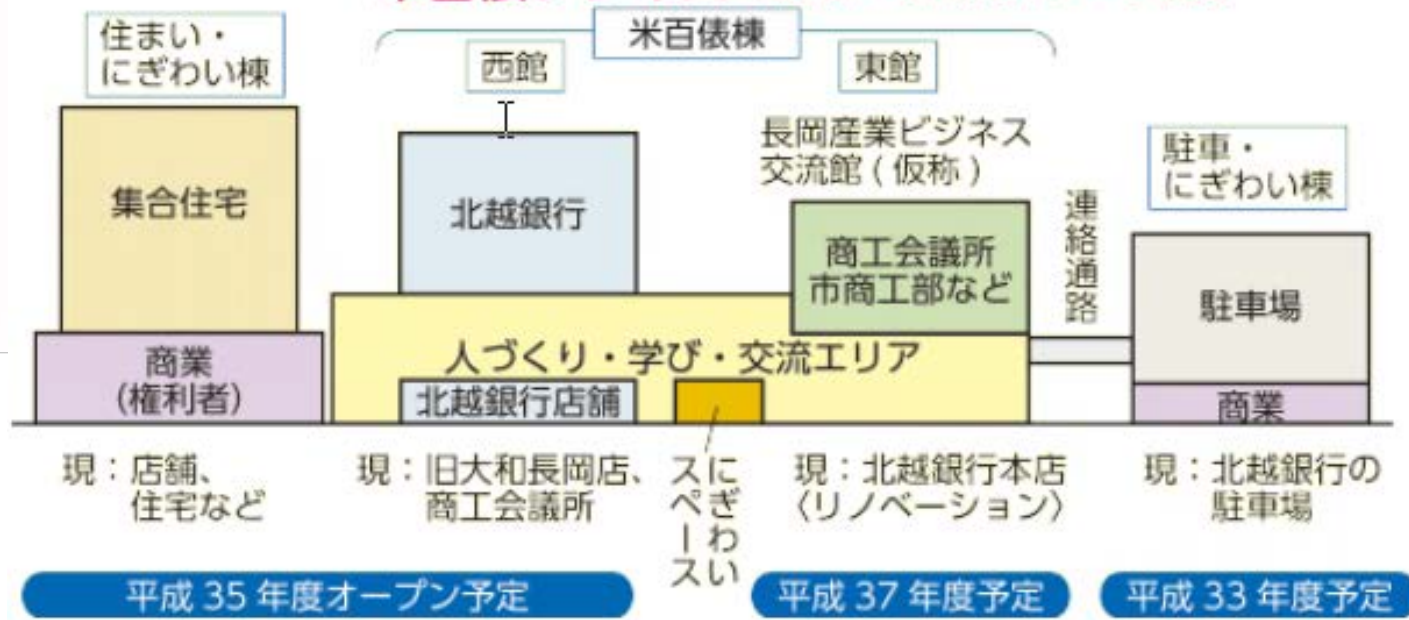 住まい・
にぎわい棟
米百俵棟
西館
東館
長岡産業ビジネス
交流館(仮称)
駐車・
にぎわい棟
集合住宅
北越銀行
商工会議所
市商工部など
連絡通路
駐車場
商業
(権利者)
人づくり・学び・交流エリア
北越銀行店舗
商業
現:店舗、
住宅など
現:旧大和長岡店、
商工会議所
にぎわい
スペース
現:北越銀行本店
〈リノベーション〉
現:北越銀行の
駐車場
平成35年度オープン予定
平成37年度予定
平成33年度予定